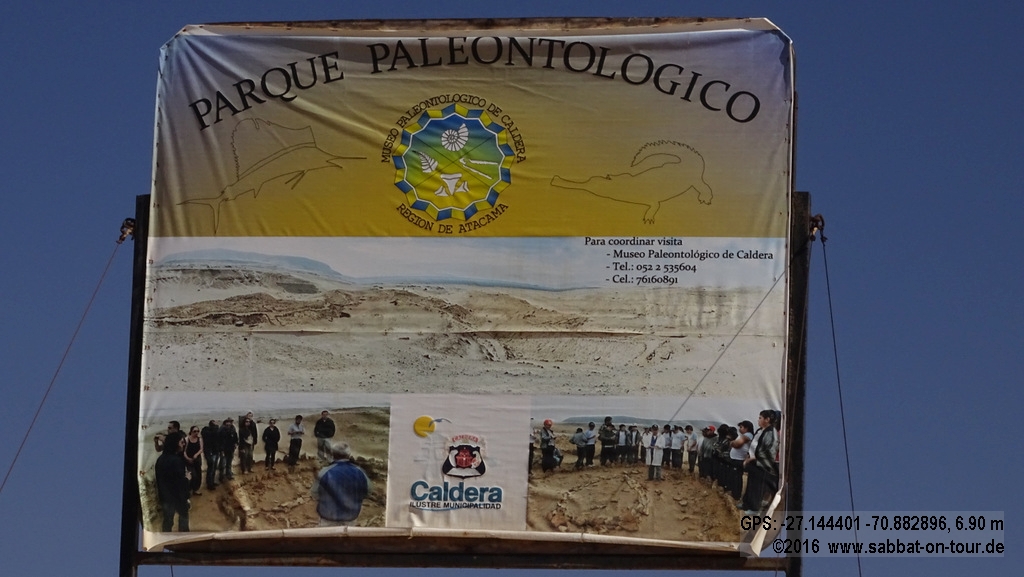 PARQUE PALEONTOLOGICO
MUSEO PALEONTOLOGICO DE CALDERA
REGION DE ATACAMA
Para coordinar visita
- Museo Paleontológico de Caldera
- Tel.: 052 2 535604
- Cel.: 76160891
Caldera
ILUSTRE MUNICIPALIDAD
GPS: -27.144401 -70.882896, 6.90 m
©2016 www.sabbat-on-tour.de